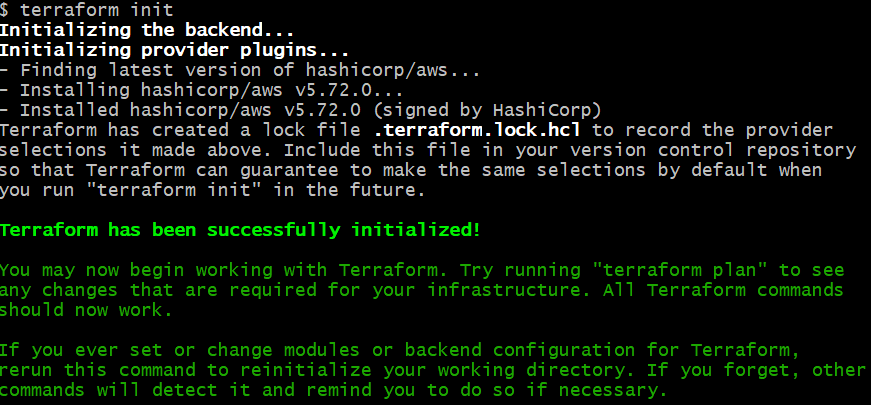 $ terraform init
Initializing the backend...
Initializing provider plugins...
- Finding latest version of hashicorp/aws...
- Installing hashicorp/aws v5.72.0...
- Installed hashicorp/aws v5.72.0 (signed by HashiCorp)
Terraform has created a lock file .terraform.lock.hcl to record the provider
selections it made above. Include this file in your version control repository
so that Terraform can guarantee to make the same selections by default when
you run "terraform init" in the future.
Terraform has been successfully initialized!
You may now begin working with Terraform. Try running "terraform plan" to see
any changes that are required for your infrastructure. All Terraform commands
should now work.
If you ever set or change modules or backend configuration for Terraform,
rerun this command to reinitialize your working directory. If you forget, other
commands will detect it and remind you to do so if necessary.